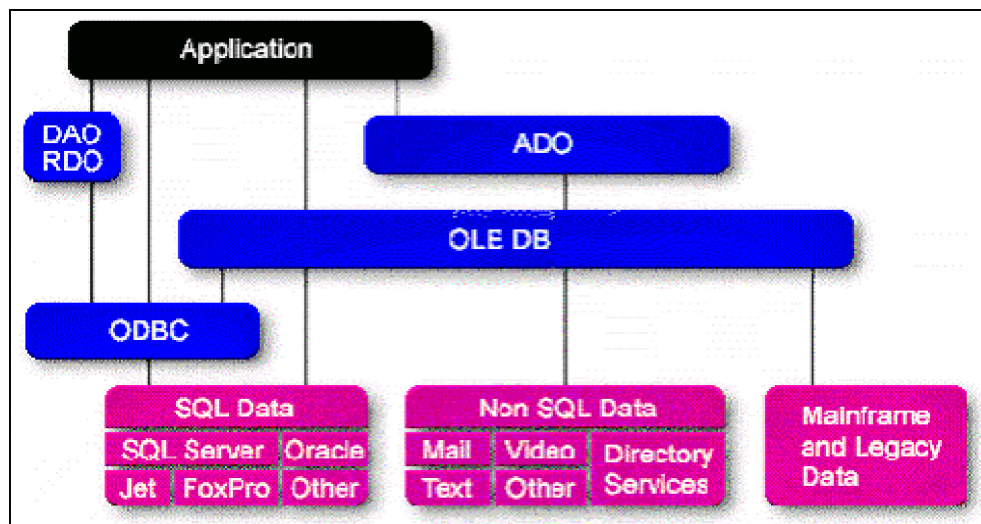 Application
DAO
RDO
ADO
OLE DB
ODBC
SQL Data
SQL Server
Oracle
Jet
FoxPro
Other
Non SQL Data
Mail
Video
Directory
Services
Text
Other
Mainframe
and Legacy
Data